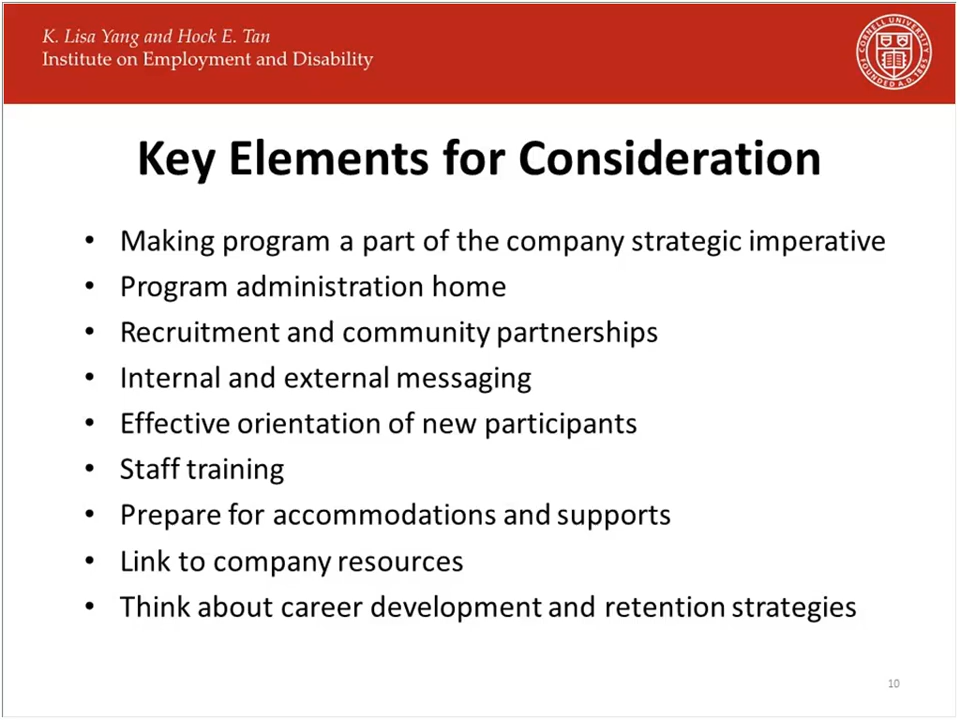 K. Lisa Yang and Hock E. Tan
Institute on Employment and Disability
CORNELL UNIVERSITY
FOUNDED A.D. 1865
Key Elements for Consideration
• Making program a part of the company strategic imperative
• Program administration home
• Recruitment and community partnerships
• Internal and external messaging
• Effective orientation of new participants
• Staff training
• Prepare for accommodations and supports
• Link to company resources
• Think about career development and retention strategies
10